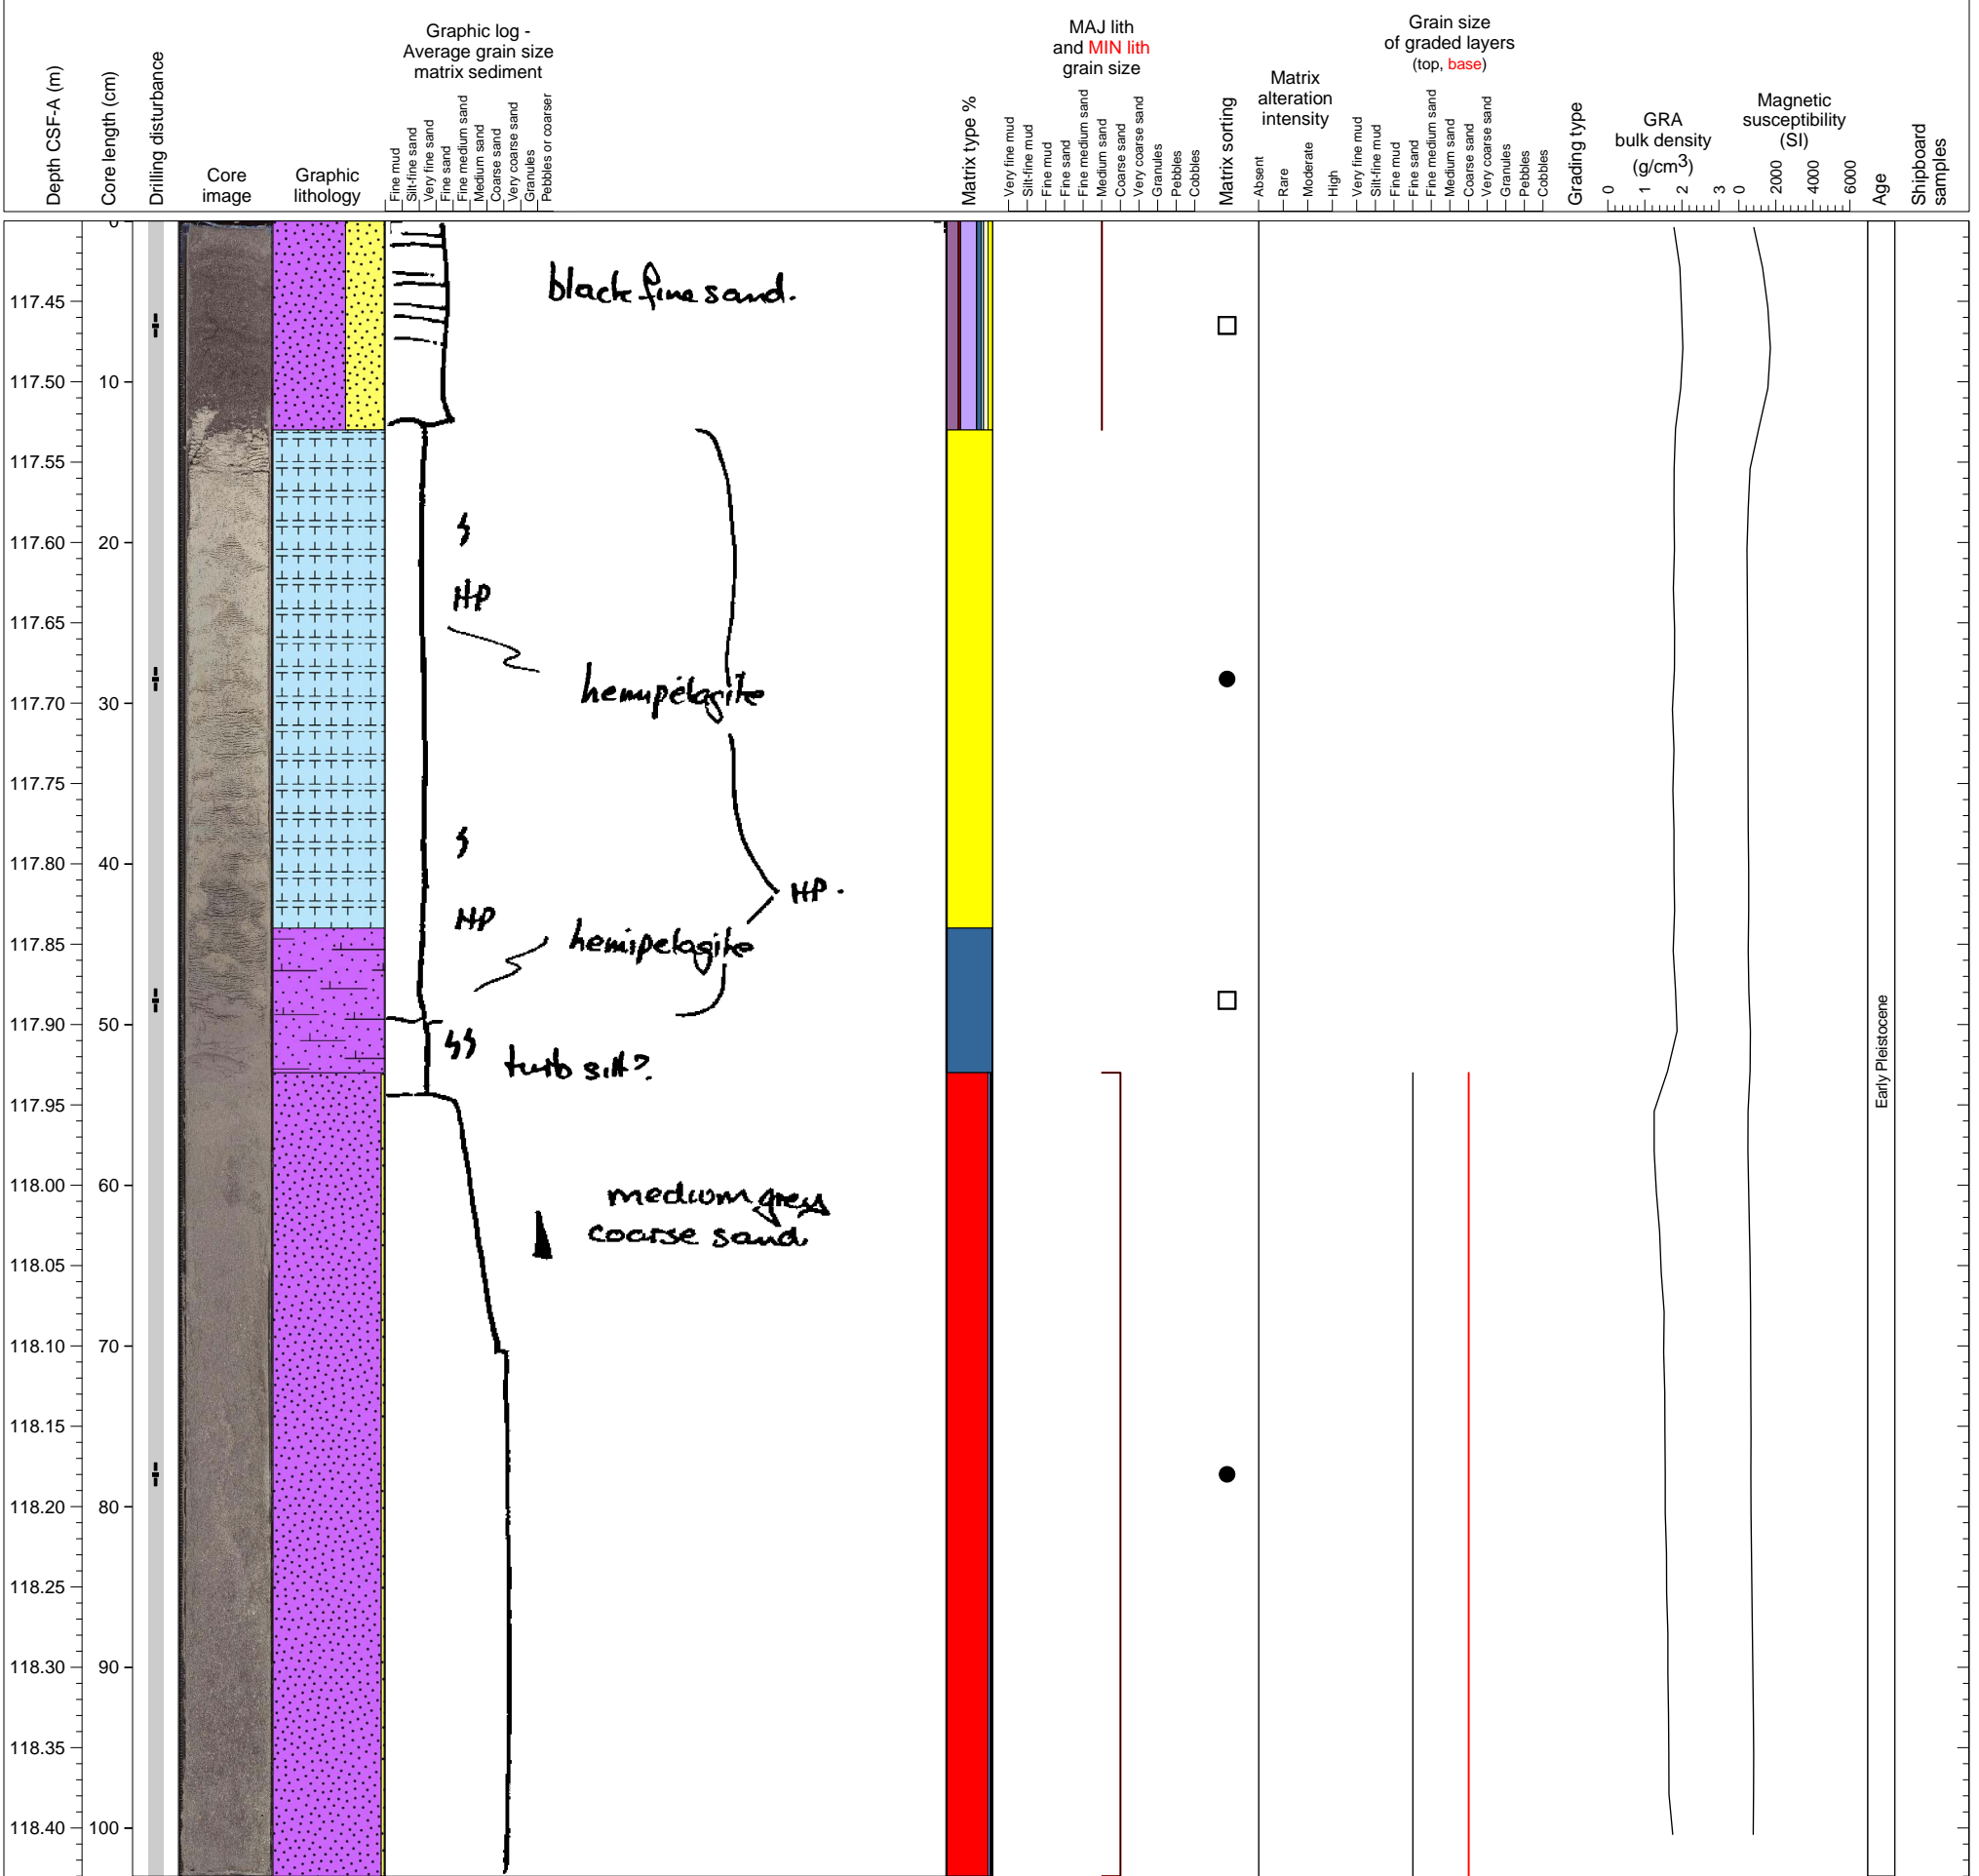 Depth CSF-A (m)
Core length (cm)
Drilling disturbance
Core
image
Graphic
lithology
Graphic log -
Average grain size
matrix sediment
Fine mud
Silt-fine sand
Very fine sand
Fine sand
Fine medium sand
Medium sand
Coarse sand
Very coarse sand
Granules
Pebbles or coarser
Matrix type %
MAJ lith
and MIN lith
grain size
Very fine mud
Silt-fine mud
Fine mud
Fine sand
Fine medium sand
Medium sand
Coarse sand
Very coarse sand
Granules
Pebbles
Cobbles
Matrix sorting
Matrix
alteration
intensity
Absent
Rare
Moderate
High
Grain size
of graded layers
(top, base)
Very fine mud
Silt-fine mud
Fine mud
Fine sand
Fine medium sand
Medium sand
Coarse sand
Very coarse sand
Granules
Pebbles
Cobbles
Grading type
GRA
bulk density
(g/cm3)
0 1 2 3
Magnetic
susceptibility
(SI)
0 2000 4000 6000
Age
Shipboard
samples
0
117.45
117.50 10
117.55
117.60 20
117.65
117.70 30
117.75
117.80 40
117.85
117.90 50
117.95
118.00 60
118.05
118.10 70
118.15
118.20 80
118.25
118.30 90
118.35
118.40 100
black fine sand.
HP
hemipelagite
HP .
HP
hemipelagite
turb silt?
medium grey
coarse sand
Early Pleistocene